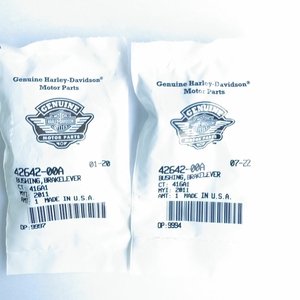 Genuine Harley-Davidson®
Motor Parts
GENUINE
MOTOR
HARLEY-DAVIDSON
CYCLES
MOTOR PARTS
42642-00A 01-20
BUSHING,BRAKELEVER
CT: 416A1
MYI: 2011
AMT: 1 MADE IN U.S.A.
DP:9997
Genuine Harley-Davidson®
Motor Parts
GENUINE
MOTOR PARTS
42642-00A 07-22
BUSHING,BRAKELEVER
CT: 416A1
MYI: 2011
AMT: 1 MADE IN U.S.A.
DP:9994